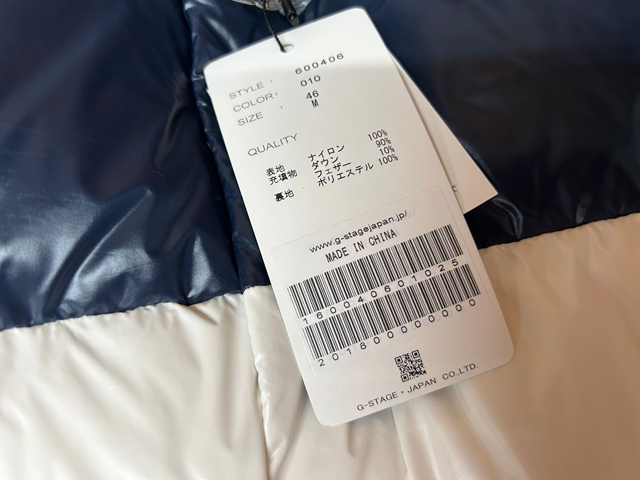 STYLE : 600406
COLOR: 010
SIZE : 46
M
QUALITY
表地 ナイロン 100%
充填物 ダウン 90%
フェザー 10%
裏地 ポリエステル 100%
www.g-stagejapan.jp/
MADE IN CHINA
160040601025
2018000000000
G-STAGE・JAPAN CO.LTD.
C